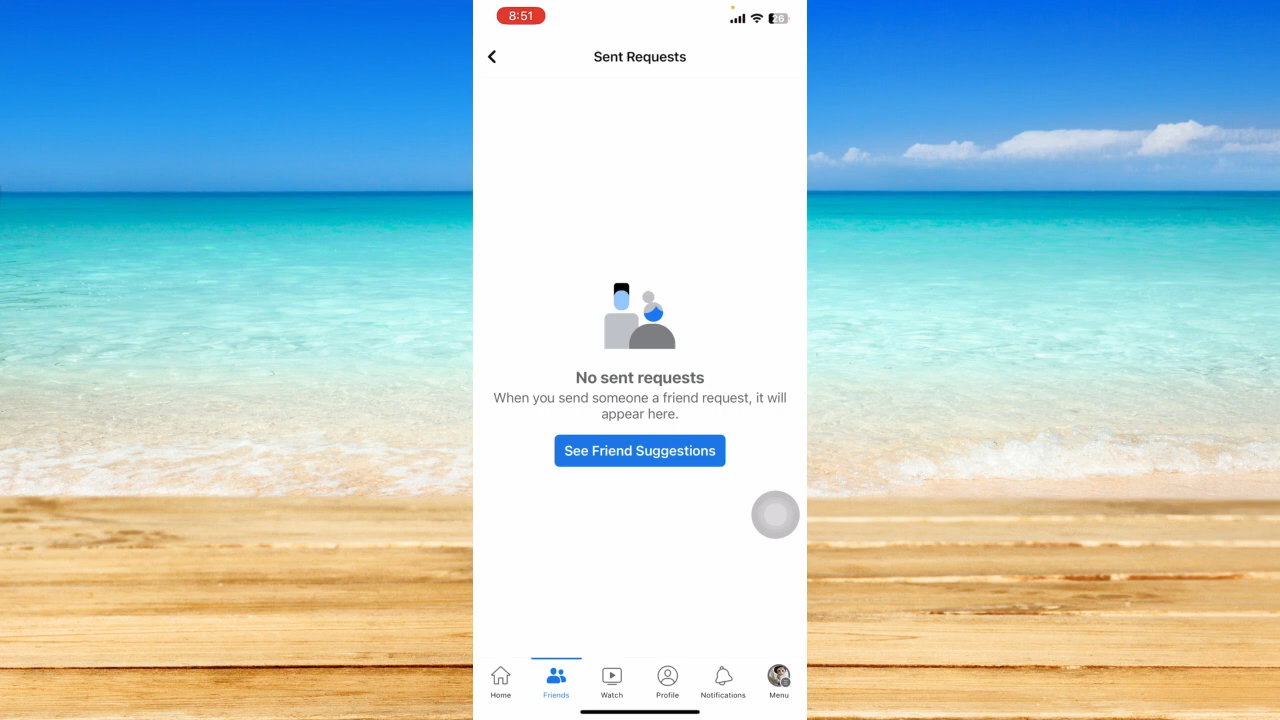 8:51
26
Sent Requests
No sent requests
When you send someone a friend request, it will
appear here.
See Friend Suggestions
Home
Friends
Watch
Profile
Notifications
Menu